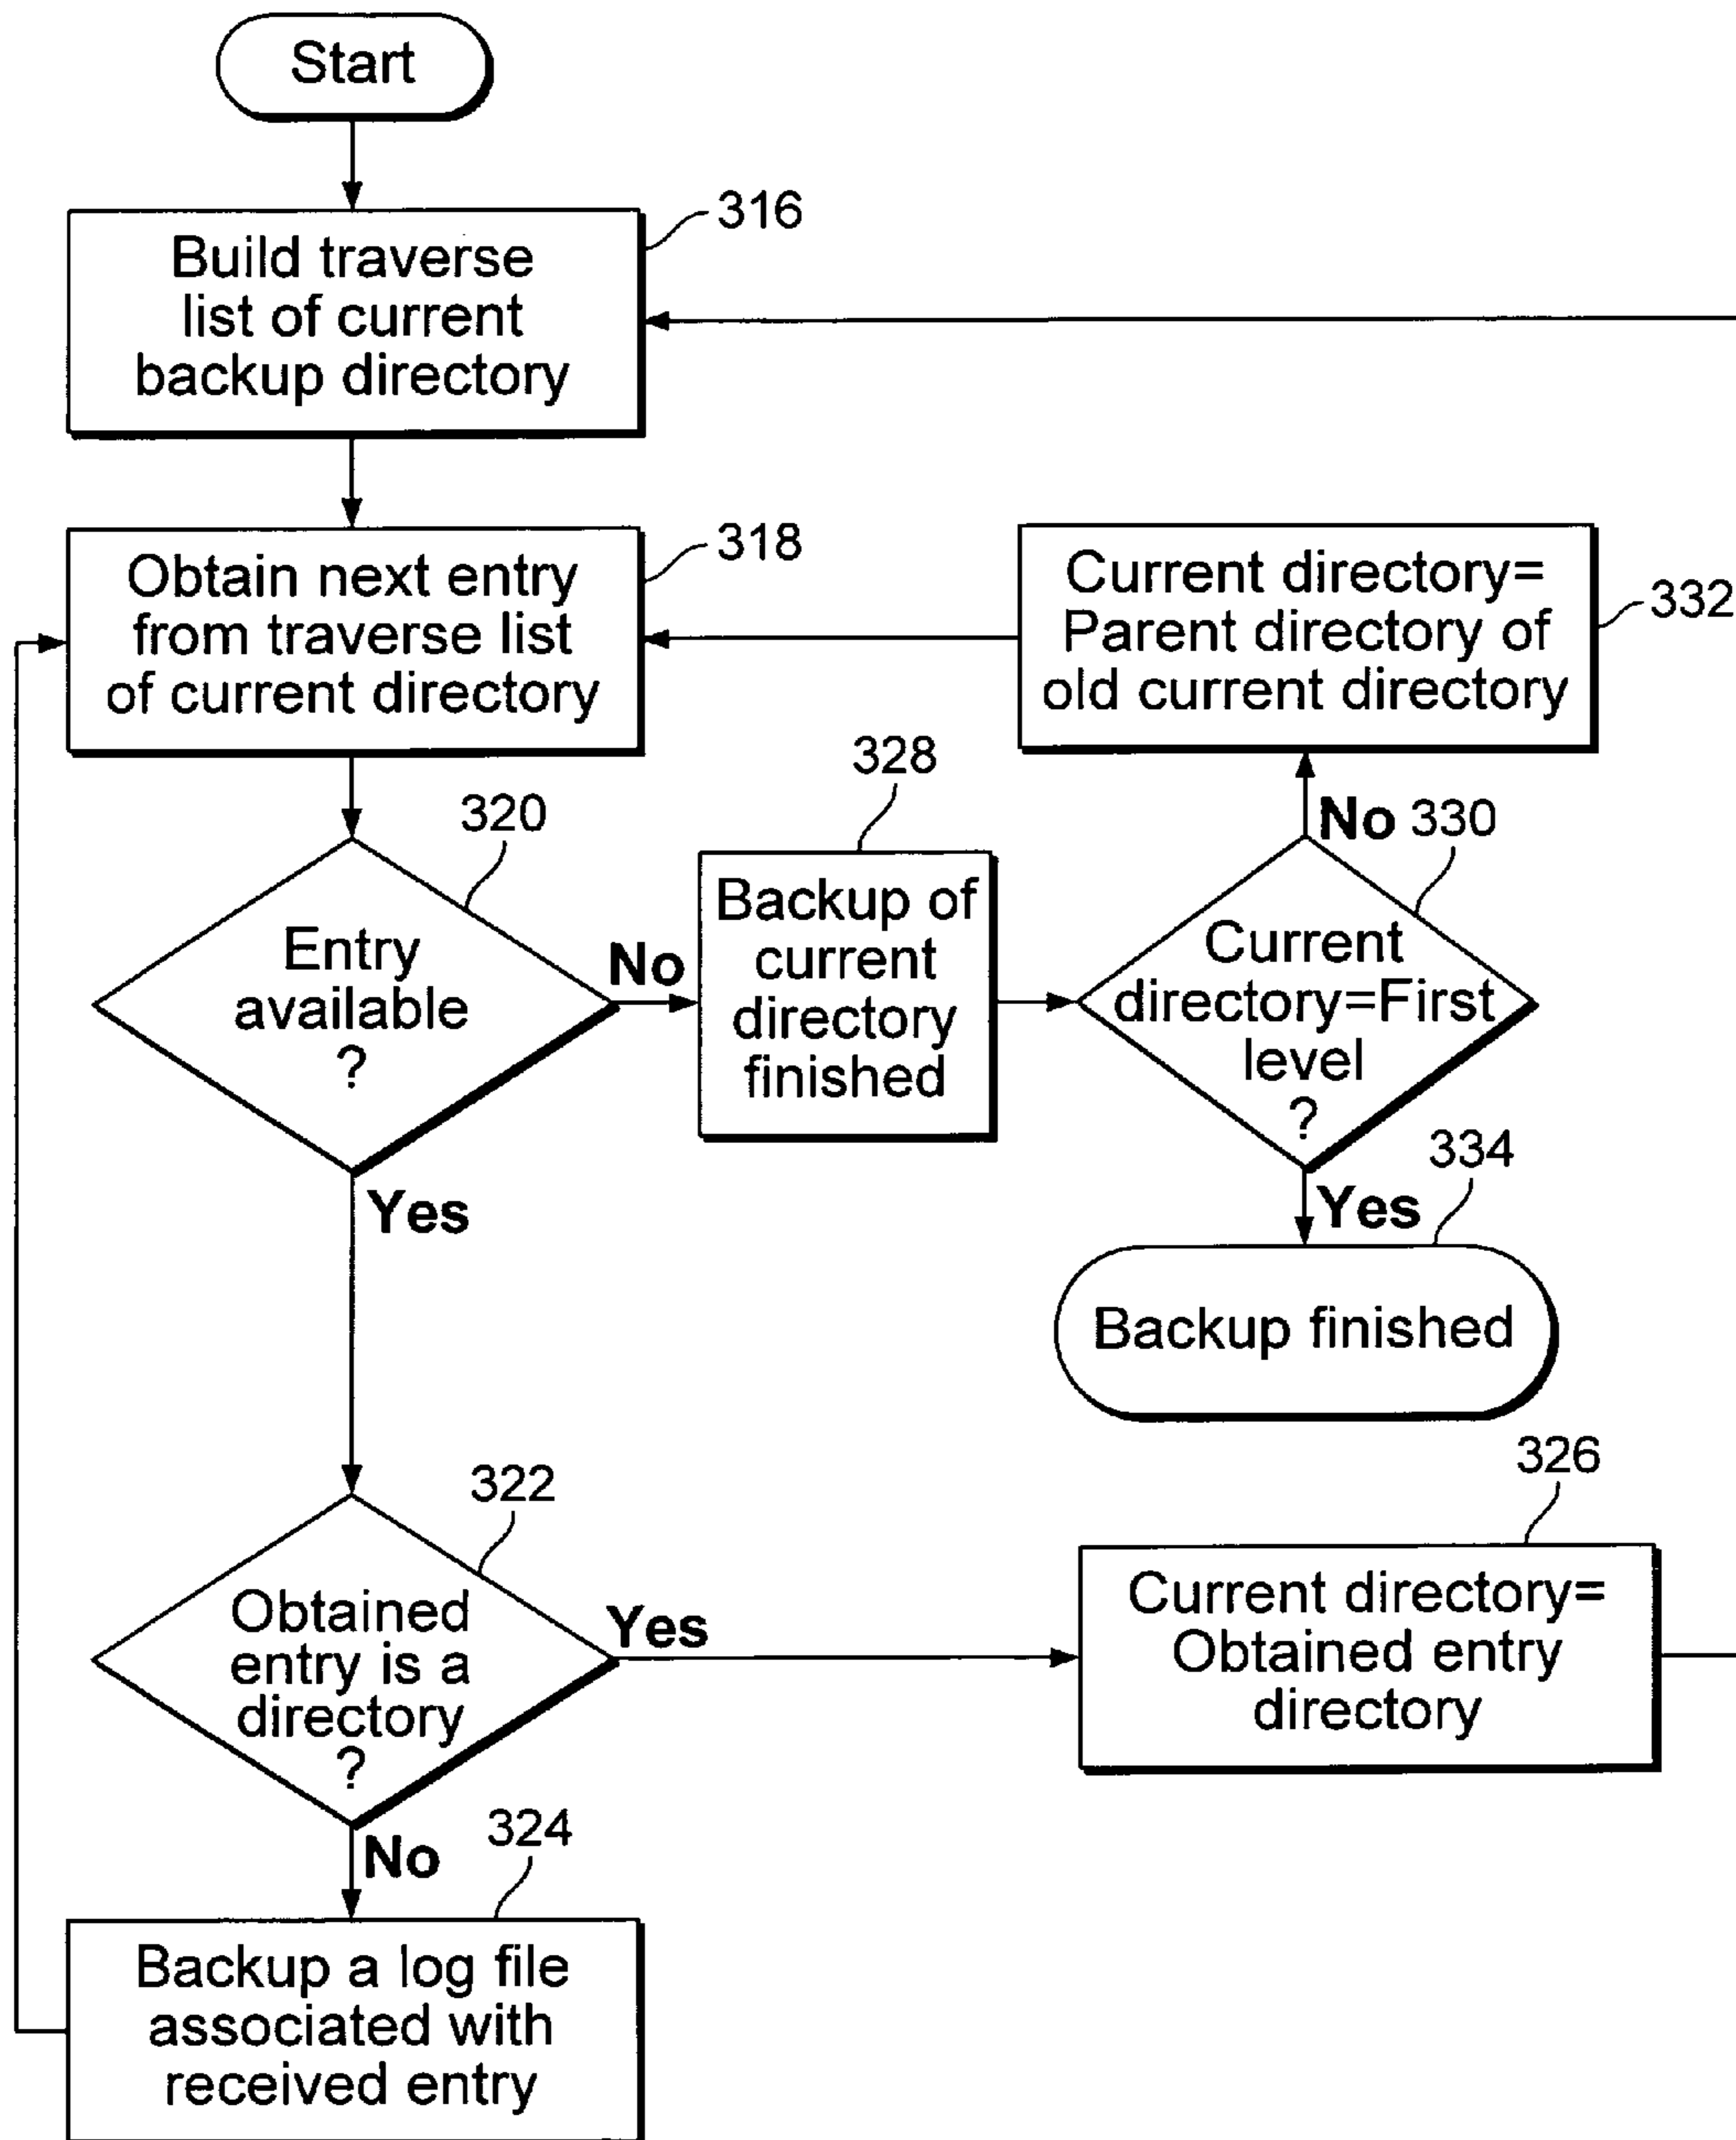 Start
316
Build traverse
list of current
backup directory
318
Obtain next entry
from traverse list
of current directory
Current directory=
Parent directory of
old current directory
332
320
Entry
available
?
No
328
Backup of
current
directory
finished
No
330
Current
directory=First
level
?
Yes
Yes
334
Backup finished
322
Obtained
entry is a
directory
?
Yes
326
Current directory=
Obtained entry
directory
No
324
Backup a log file
associated with
received entry